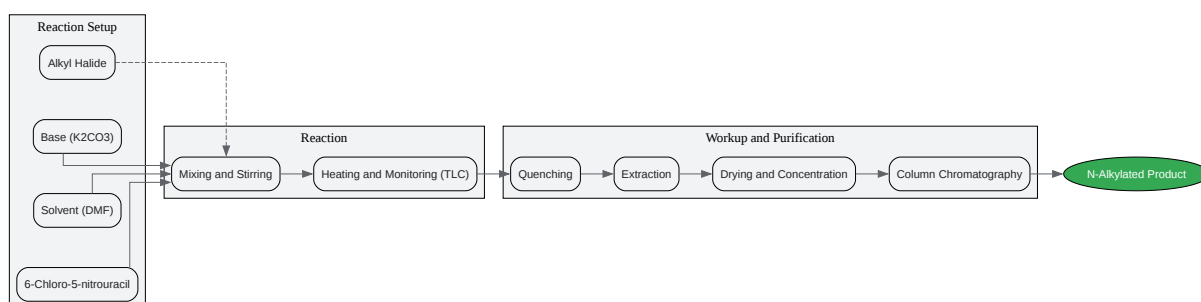 Reaction Setup
Alkyl Halide
Base (K2CO3)
Solvent (DMF)
6-Chloro-5-nitrouracil
Reaction
Mixing and Stirring
Heating and Monitoring (TLC)
Workup and Purification
Quenching
Extraction
Drying and Concentration
Column Chromatography
N-Alkylated Product